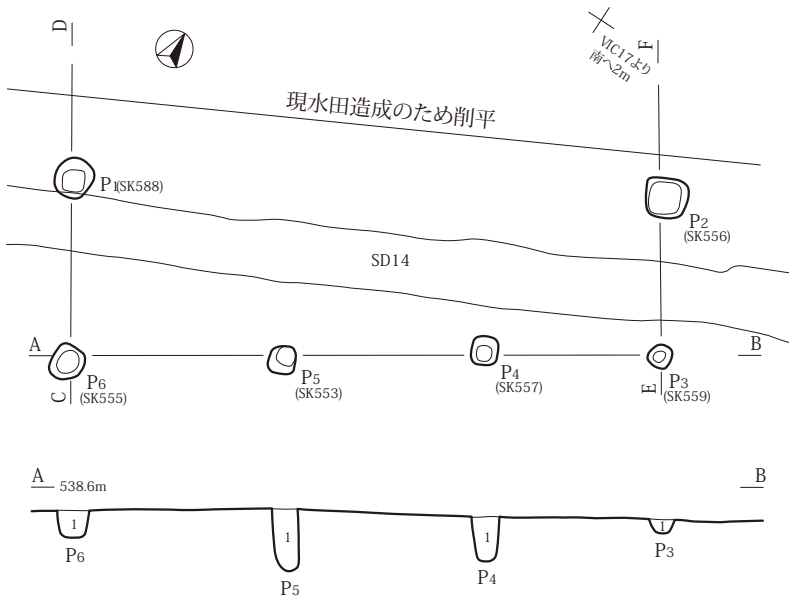 D
F
VIC17より
南へ2m
現水田造成のため削平
P1(SK588)
P2
(SK556)
SD14
A
B
P6
(SK555)
P5
(SK553)
P4
(SK557)
P3
(SK559)
C
E
A
538.6m
B
1
1
1
1
P6
P5
P4
P3